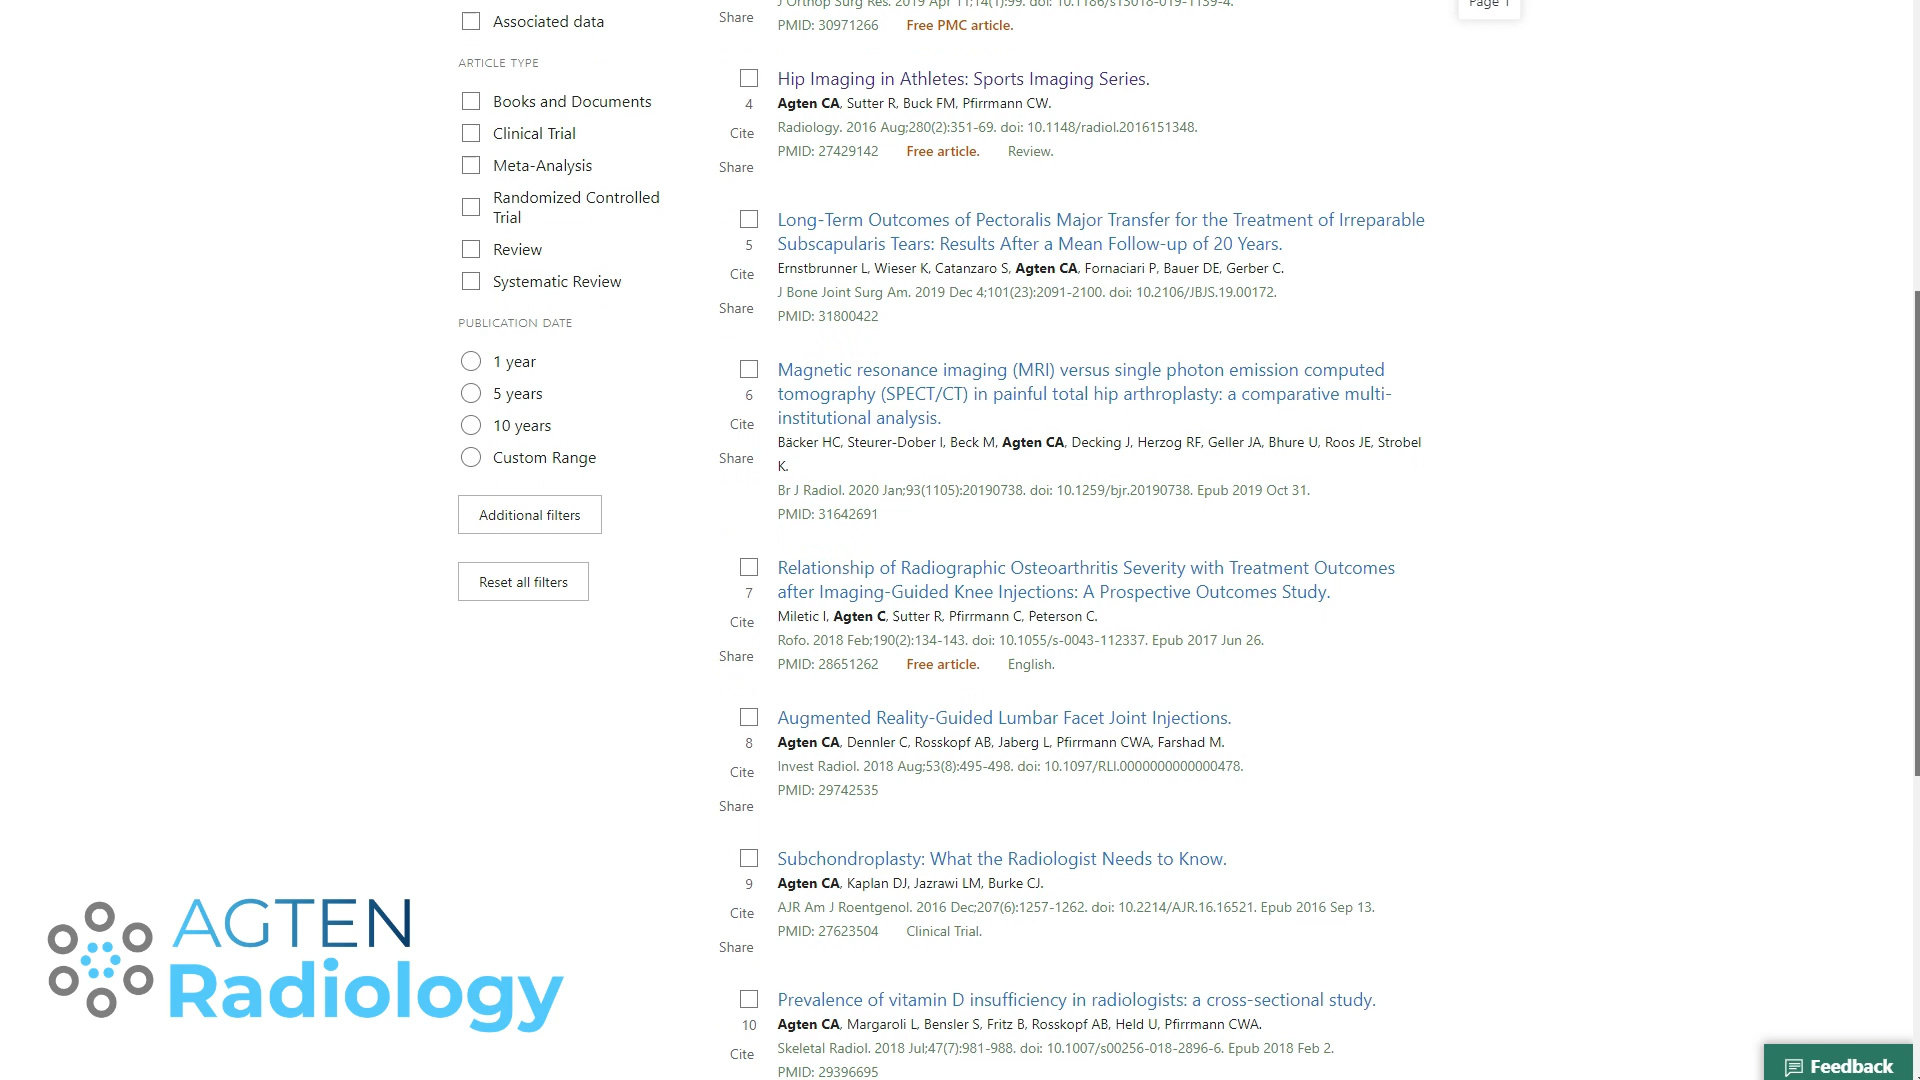 Associated data
ARTICLE TYPE
Books and Documents
Clinical Trial
Meta-Analysis
Randomized Controlled
Trial
Review
Systematic Review
PUBLICATION DATE
1 year
5 years
10 years
Custom Range
Additional filters
Reset all filters
Share
J Orthop Surg Res. 2019 Apr 11;14(1):99. doi: 10.1186/s13018-019-1139-4.
PMID: 30971266 Free PMC article.
Page 1
Hip Imaging in Athletes: Sports Imaging Series.
4
Agten CA, Sutter R, Buck FM, Pfirrmann CW.
Cite
Radiology. 2016 Aug;280(2):351-69. doi: 10.1148/radiol.2016151348.
PMID: 27429142 Free article. Review.
Share
Long-Term Outcomes of Pectoralis Major Transfer for the Treatment of Irreparable
5
Subscapularis Tears: Results After a Mean Follow-up of 20 Years.
Cite
Ernstbrunner L, Wieser K, Catanzaro S, Agten CA, Fornaciari P, Bauer DE, Gerber C.
J Bone Joint Surg Am. 2019 Dec 4;101(23):2091-2100. doi: 10.2106/JBJS.19.00172.
Share
PMID: 31800422
Magnetic resonance imaging (MRI) versus single photon emission computed
6
tomography (SPECT/CT) in painful total hip arthroplasty: a comparative multi-
Cite
institutional analysis.
Bäcker HC, Steurer-Dober I, Beck M, Agten CA, Decking J, Herzog RF, Geller JA, Bhure U, Roos JE, Strobel
Share
K.
Br J Radiol. 2020 Jan;93(1105):20190738. doi: 10.1259/bjr.20190738. Epub 2019 Oct 31.
PMID: 31642691
Relationship of Radiographic Osteoarthritis Severity with Treatment Outcomes
7
after Imaging-Guided Knee Injections: A Prospective Outcomes Study.
Cite
Miletic I, Agten C, Sutter R, Pfirrmann C, Peterson C.
Rofo. 2018 Feb;190(2):134-143. doi: 10.1055/s-0043-112337. Epub 2017 Jun 26.
Share
PMID: 28651262 Free article. English.
Augmented Reality-Guided Lumbar Facet Joint Injections.
8
Agten CA, Dennler C, Rosskopf AB, Jaberg L, Pfirrmann CWA, Farshad M.
Cite
Invest Radiol. 2018 Aug;53(8):495-498. doi: 10.1097/RLI.0000000000000478.
PMID: 29742535
Share
Subchondroplasty: What the Radiologist Needs to Know.
9
Agten CA, Kaplan DJ, Jazrawi LM, Burke CJ.
Cite
AJR Am J Roentgenol. 2016 Dec;207(6):1257-1262. doi: 10.2214/AJR.16.16521. Epub 2016 Sep 13.
PMID: 27623504 Clinical Trial.
Share
Prevalence of vitamin D insufficiency in radiologists: a cross-sectional study.
10
Agten CA, Margaroli L, Bensler S, Fritz B, Rosskopf AB, Held U, Pfirrmann CWA.
Cite
Skeletal Radiol. 2018 Jul;47(7):981-988. doi: 10.1007/s00256-018-2896-6. Epub 2018 Feb 2.
PMID: 29396695
AGTEN
Radiology
Feedback